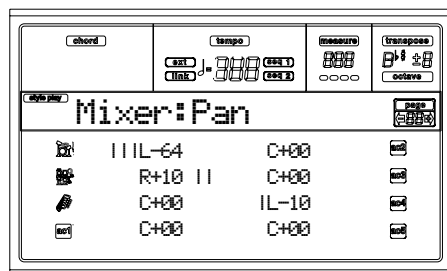 chord tempo measure transpose
ext ♩=888 seq 1 888 B♭ ±8
link seq 2 octave
style play Mixer:Pan page
88
IIIL-64 C+00 ac2
R+10 II C+00 ac3
C+00 IL-10 ac4
ac1 C+00 C+00 ac5